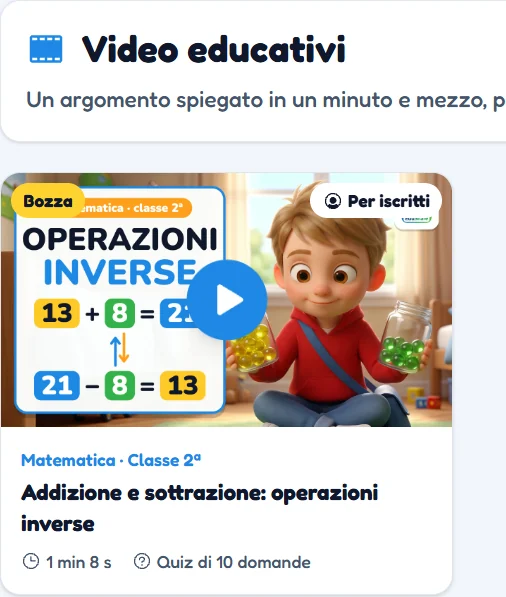 Video educativi
Un argomento spiegato in un minuto e mezzo, p
Bozza
ematica · classe 2ª
Per iscritti
OPERAZIONI
INVERSE
13 + 8 = 21
21 − 8 = 13
Matematica · Classe 2ª
Addizione e sottrazione: operazioni
inverse
1 min 8 s
Quiz di 10 domande